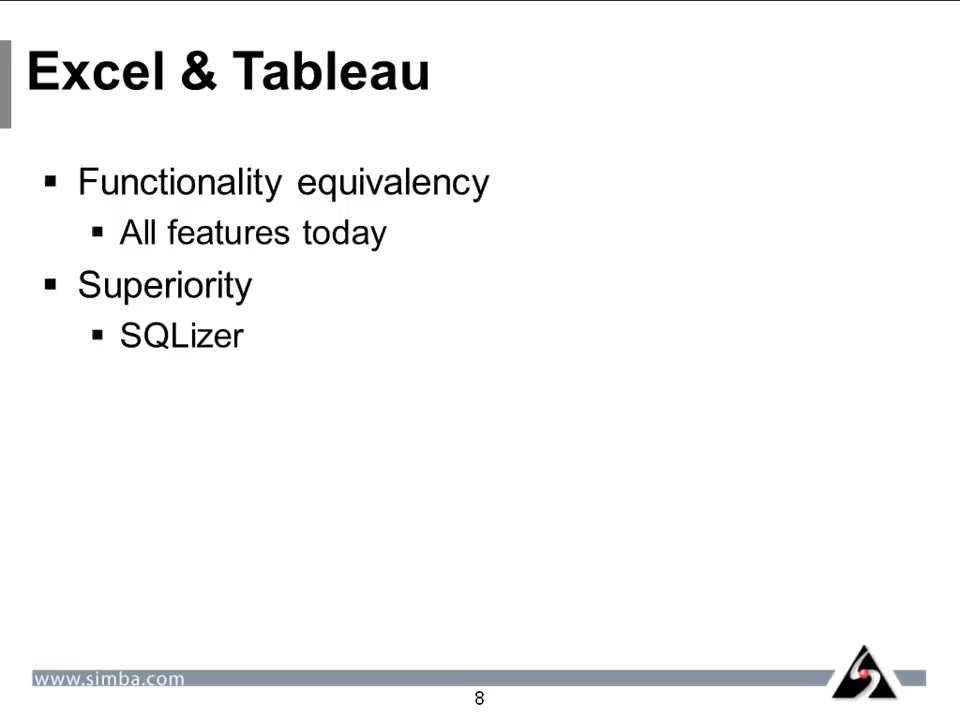 Excel & Tableau
▪ Functionality equivalency
▪ All features today
▪ Superiority
▪ SQLizer
www.simba.com
8